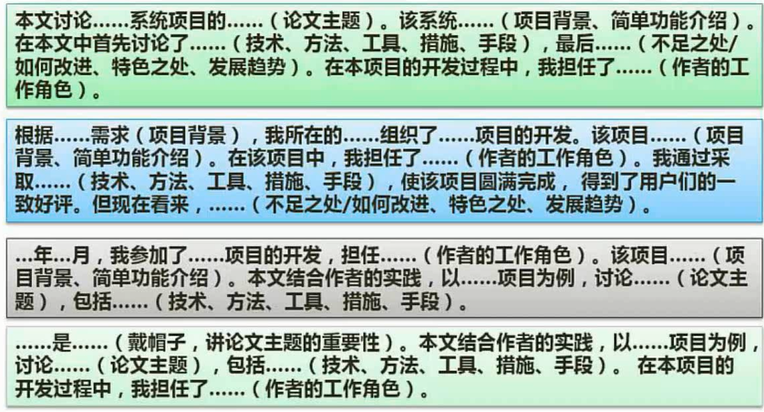 本文讨论……系统项目的……（论文主题）。该系统……（项目背景、简单功能介绍）。
在本文中首先讨论了……（技术、方法、工具、措施、手段），最后……（不足之处/
如何改进、特色之处、发展趋势）。在本项目的开发过程中，我担任了……（作者的工
作角色）。
根据……需求（项目背景），我所在的……组织了……项目的开发。该项目……（项目
背景、简单功能介绍）。在该项目中，我担任了……（作者的工作角色）。我通过采
取……（技术、方法、工具、措施、手段），使该项目圆满完成， 得到了用户们的一
致好评。但现在看来，……（不足之处/如何改进、特色之处、发展趋势）。
…年…月，我参加了……项目的开发，担任……（作者的工作角色）。该项目……（项
目背景、简单功能介绍）。本文结合作者的实践，以……项目为例，讨论……（论文主
题），包括……（技术、方法、工具、措施、手段）。
……是……（戴帽子，讲论文主题的重要性）。本文结合作者的实践，以……项目为例，
讨论……（论文主题），包括……（技术、方法、工具、措施、手段）。 在本项目的
开发过程中，我担任了……（作者的工作角色）。